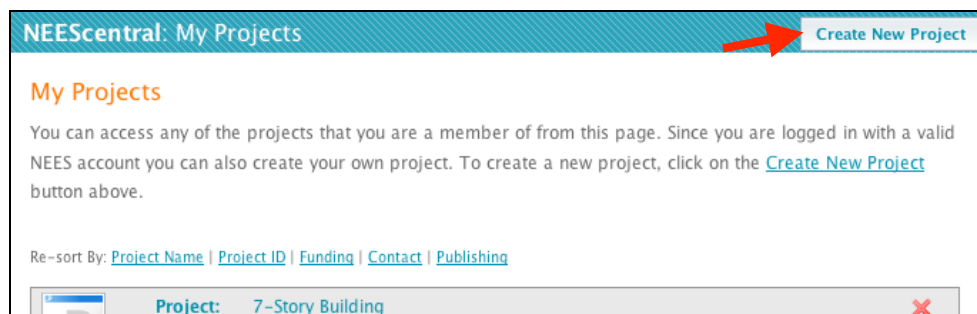 NEEScentral: My Projects
Create New Project
My Projects
You can access any of the projects that you are a member of from this page. Since you are logged in with a valid
NEES account you can also create your own project. To create a new project, click on the Create New Project
button above.
Re-sort By: Project Name | Project ID | Funding | Contact | Publishing
Project: 7-Story Building